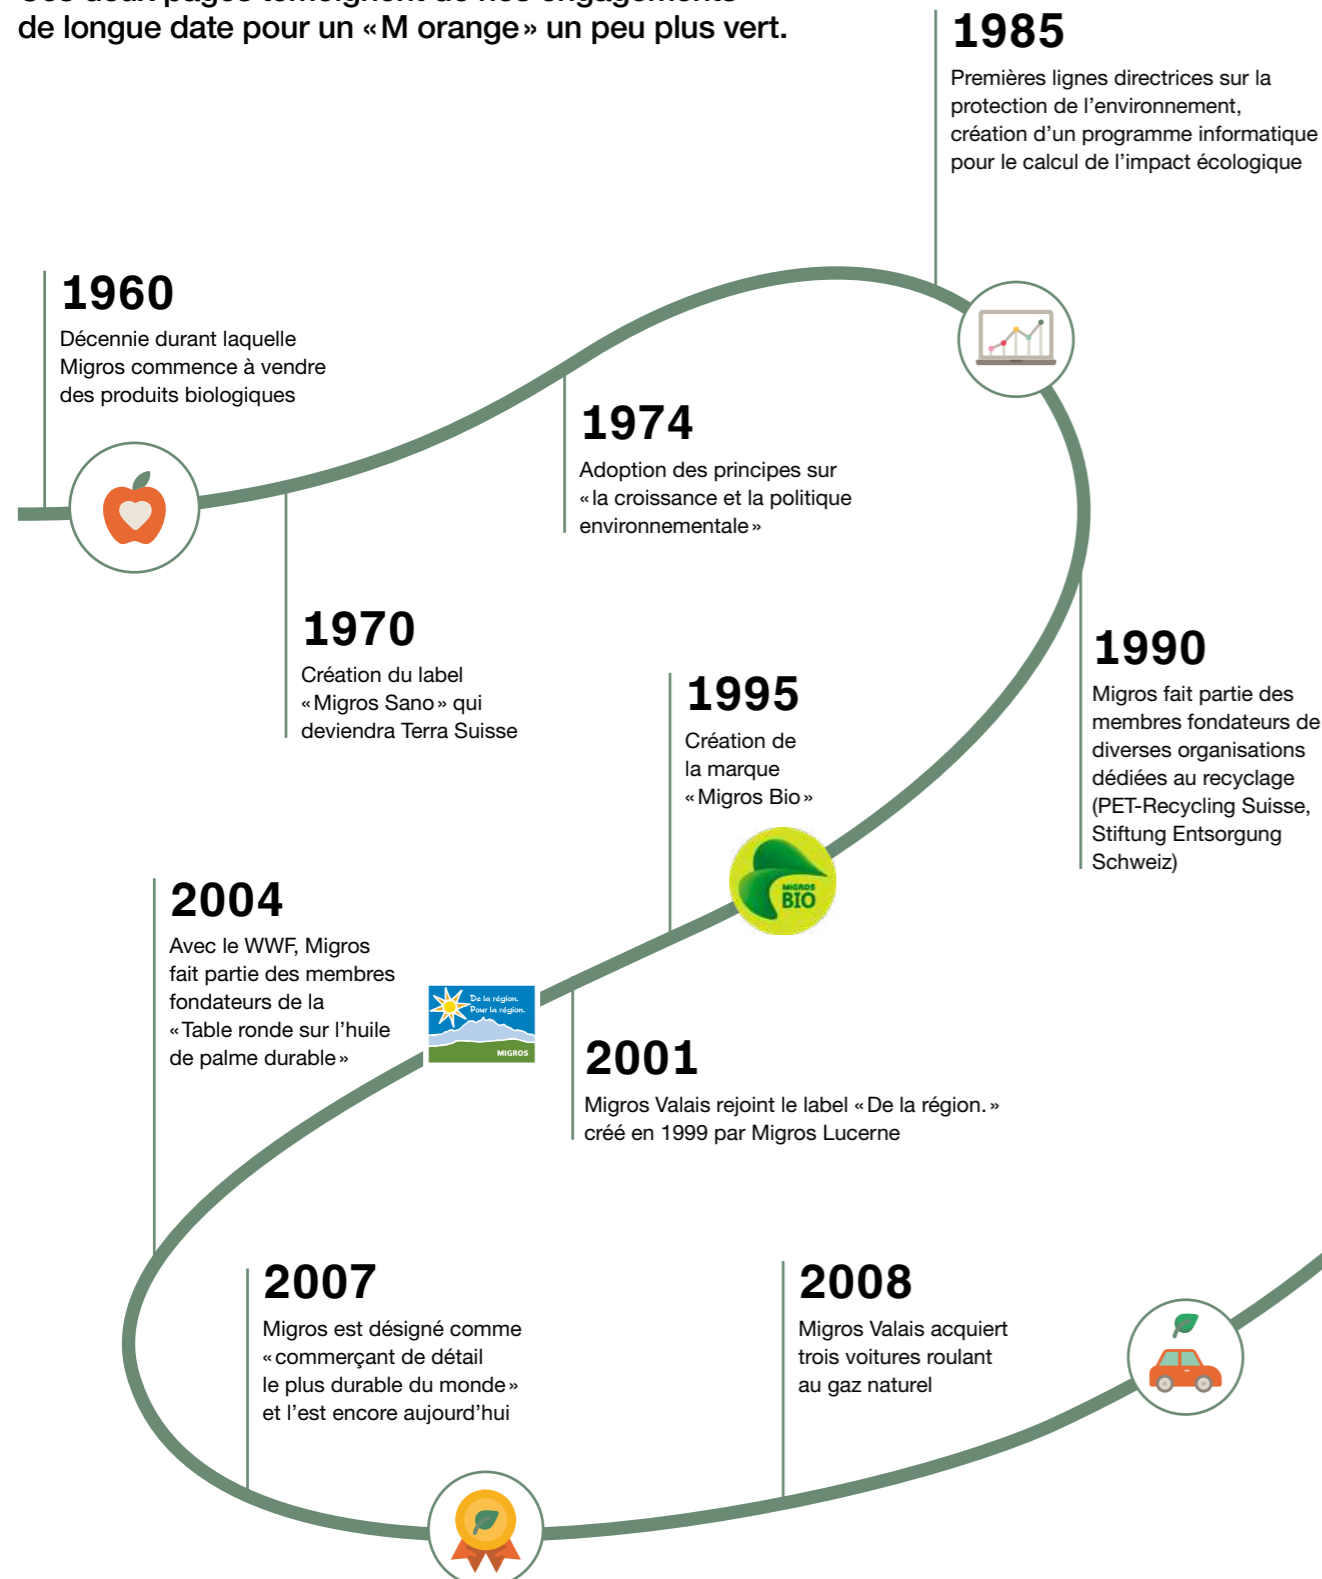 Ces deux pages témoignent de nos engagements
de longue date pour un «M orange» un peu plus vert.
1985
Premières lignes directrices sur la
protection de l'environnement,
création d'un programme informatique
pour le calcul de l'impact écologique
1960
Décennie durant laquelle
Migros commence à vendre
des produits biologiques
1974
Adoption des principes sur
«la croissance et la politique
environnementale»
1970
Création du label
«Migros Sano» qui
deviendra Terra Suisse
1990
Migros fait partie des
membres fondateurs de
diverses organisations
dédiées au recyclage
(PET-Recycling Suisse,
Stiftung Entsorgung
Schweiz)
1995
Création de
la marque
«Migros Bio»
MIGROS
BIO
2004
Avec le WWF, Migros
fait partie des membres
fondateurs de la
«Table ronde sur l'huile
de palme durable»
De la région.
Pour la région.
MIGROS
2001
Migros Valais rejoint le label «De la région.»
créé en 1999 par Migros Lucerne
2007
Migros est désigné comme
«commerçant de détail
le plus durable du monde»
et l'est encore aujourd'hui
2008
Migros Valais acquiert
trois voitures roulant
au gaz naturel